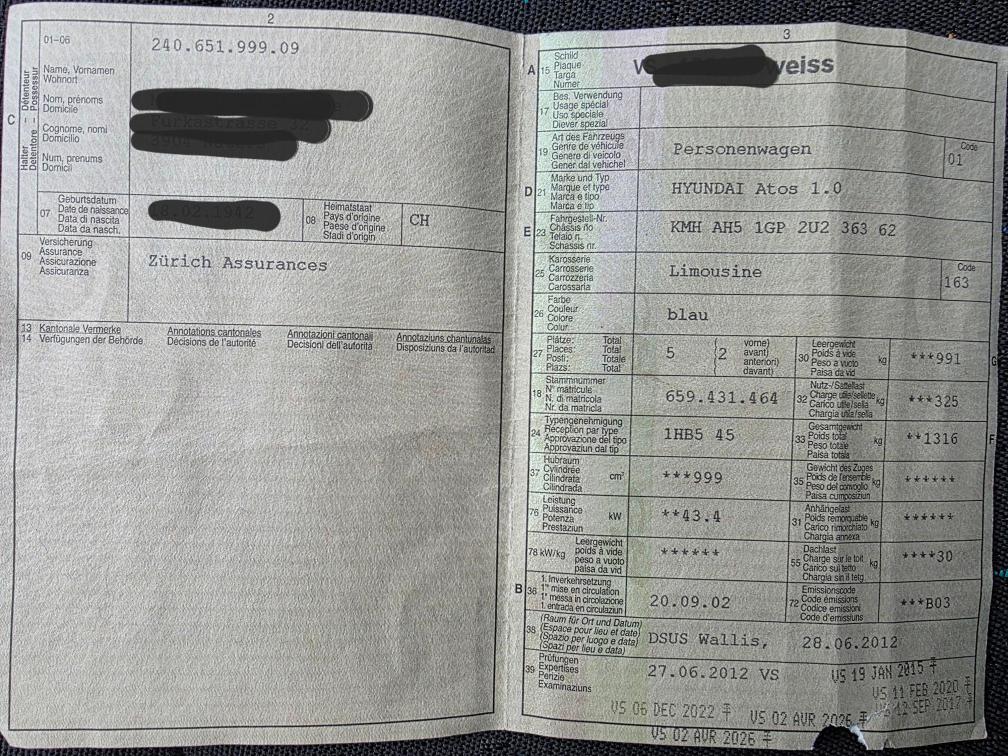 2
01-06
240.651.999.09
Name, Vornamen
Wohnort
Nom, prénoms
Domicile
Cognome, nomi
Domicilio
Num, prenums
Domicil
C
Halter – Détenteur
Detentore – Possessur
07
Geburtsdatum
Date de naissance
Data di nascita
Data da nasch.
08
Heimatstaat
Pays d'origine
Paese d'origine
Stadi d'origin
CH
09
Versicherung
Assurance
Assicurazione
Assicuranza
Zürich Assurances
13
14
Kantonale Vermerke
Verfügungen der Behörde
Annotations cantonales
Décisions de l'autorité
Annotazioni cantonali
Decisioni dell'autorità
Annotaziuns chantunalas
Disposiziuns da l'autoritad
3
A
15
Schild
Plaque
Targa
Numer
weiss
17
Bes. Verwendung
Usage spécial
Uso speciale
Diever spezial
19
Art des Fahrzeugs
Genre de véhicule
Genere di veicolo
Gener dal vehichel
Personenwagen
Code
01
D
21
Marke und Typ
Marque et type
Marca e tipo
Marca e tip
HYUNDAI Atos 1.0
E
23
Fahrgestell-Nr.
Châssis no
Telaio n.
Schassis nr.
KMH AH5 1GP 2U2 363 62
25
Karosserie
Carrosserie
Carrozzeria
Carossaria
Limousine
Code
163
26
Farbe
Couleur
Colore
Colur
blau
27
Plätze: Total
Places: Total
Posti: Totale
Plazs: Total
5
(2
vorne)
avant)
anteriori)
davant)
30
Leergewicht
Poids à vide
Peso a vuoto
Paisa da vid
kg
***991
G
18
Stammnummer
N° matricule
N. di matricola
Nr. da matricla
659.431.464
32
Nutz-/Sattellast
Charge utile/sellette
Carico utile/sella
Chargia utila/sella
kg
***325
24
Typengenehmigung
Réception par type
Approvazione del tipo
Approvaziun dal tip
1HB5 45
33
Gesamtgewicht
Poids total
Peso totale
Paisa totala
kg
**1316
F
37
Hubraum
Cylindrée
Cilindrata
Cilindrada
cm³
***999
35
Gewicht des Zuges
Poids de l'ensemble
Peso del convoglio
Paisa cumposiziun
kg
******
76
Leistung
Puissance
Potenza
Prestaziun
kW
**43.4
31
Anhängelast
Poids remorquable
Carico rimorchiato
Chargia annexa
kg
******
78 kW/kg
Leergewicht
poids à vide
peso a vuoto
paisa da vid
******
55
Dachlast
Charge sur le toit
Carico sul tetto
Chargia sin il tetg
kg
****30
B
36
1. Inverkehrsetzung
1re mise en circulation
1a messa in circolazione
1. entrada en circulaziun
20.09.02
72
Emissionscode
Code émissions
Codice emissioni
Code d'emissiuns
***B03
38
(Raum für Ort und Datum)
(Espace pour lieu et date)
(Spazio per luogo e data)
(Spazi per lieu e data)
DSUS Wallis, 28.06.2012
39
Prüfungen
Expertises
Perizie
Examinaziuns
27.06.2012 VS
VS 19 JAN 2015
VS 11 FEB 2020
12 SEP 2017
VS 06 DEC 2022
VS 02 AVR 2026
VS 02 AVR 2026